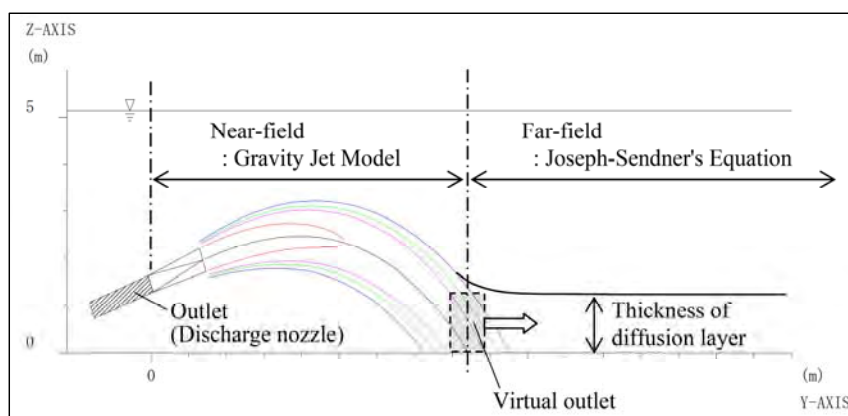 Z-AXIS
(m)
5
Near-field
: Gravity Jet Model
Far-field
: Joseph-Sendner's Equation
Outlet
(Discharge nozzle)
Thickness of
diffusion layer
0
0
(m)
Virtual outlet
Y-AXIS